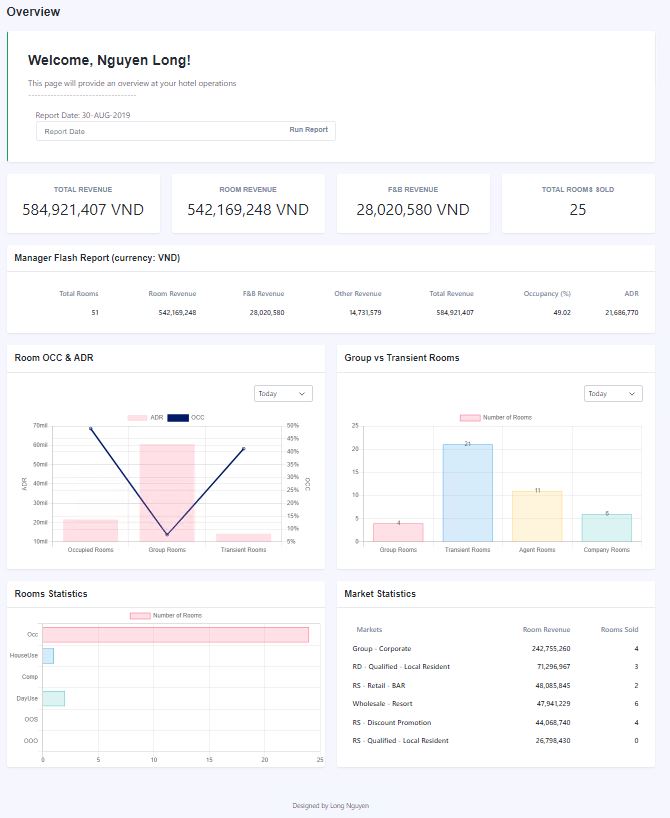 Overview
Welcome, Nguyen Long!
This page will provide an overview at your hotel operations
------------------------------------
Report Date: 30-AUG-2019
Report Date Run Report
TOTAL REVENUE ROOM REVENUE F&B REVENUE TOTAL ROOMS SOLD
584,921,407 VND 542,169,248 VND 28,020,580 VND 25
Manager Flash Report (currency: VND)
Total Rooms Room Revenue F&B Revenue Other Revenue Total Revenue Occupancy (%) ADR
51 542,169,248 28,020,580 14,731,579 584,921,407 49.02 21,686,770
Room OCC & ADR
Today
ADR OCC
70mil 50%
45%
60mil
40%
50mil 35%
30%
40mil
25%
30mil 20%
15%
20mil
10%
10mil 5%
ADR
OCC
Occupied Rooms Group Rooms Transient Rooms
Group vs Transient Rooms
Today
Number of Rooms
25
20
15
10
5
0
4 21 11 6
Group Rooms Transient Rooms Agent Rooms Company Rooms
Rooms Statistics
Number of Rooms
Occ
HouseUse
Comp
DayUse
OOS
OOO
0 5 10 15 20 25
Market Statistics
Markets Room Revenue Rooms Sold
Group - Corporate 242,755,260 4
RD - Qualified - Local Resident 71,296,967 3
RS - Retail - BAR 48,085,845 2
Wholesale - Resort 47,941,229 6
RS - Discount Promotion 44,068,740 4
RS - Qualified - Local Resident 26,798,430 0
Designed by Long Nguyen